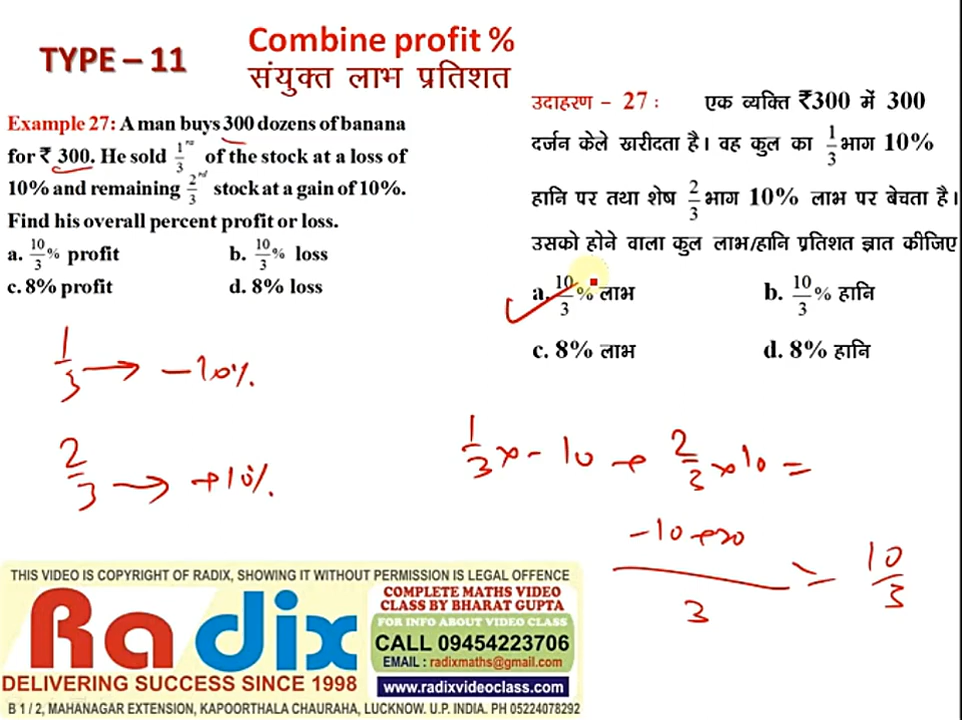 TYPE – 11
Combine profit %
संयुक्त लाभ प्रतिशत
Example 27: A man buys 300 dozens of banana
for ₹ 300. He sold 1/3 rd of the stock at a loss of
10% and remaining 2/3 rd stock at a gain of 10%.
Find his overall percent profit or loss.
a. 10/3 % profit b. 10/3 % loss
c. 8% profit d. 8% loss
उदाहरण – 27 : एक व्यक्ति ₹300 में 300
दर्जन केले खरीदता है। वह कुल का 1/3 भाग 10%
हानि पर तथा शेष 2/3 भाग 10% लाभ पर बेचता है।
उसको होने वाला कुल लाभ/हानि प्रतिशत ज्ञात कीजिए
a. 10/3 % लाभ b. 10/3 % हानि
c. 8% लाभ d. 8% हानि
1/3 → -10%
2/3 → +10%
1/3 × - 10 + 2/3 × 10 =
-10+20/3 = 10/3
THIS VIDEO IS COPYRIGHT OF RADIX, SHOWING IT WITHOUT PERMISSION IS LEGAL OFFENCE
Radix
DELIVERING SUCCESS SINCE 1998
COMPLETE MATHS VIDEO
CLASS BY BHARAT GUPTA
FOR INFO ABOUT VIDEO CLASS
CALL 09454223706
EMAIL : radixmaths@gmail.com
www.radixvideoclass.com
B 1 / 2, MAHANAGAR EXTENSION, KAPOORTHALA CHAURAHA, LUCKNOW. U.P. INDIA. PH 05224078292